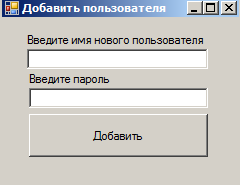 Добавить пользователя
Введите имя нового пользователя
Введите пароль
Добавить